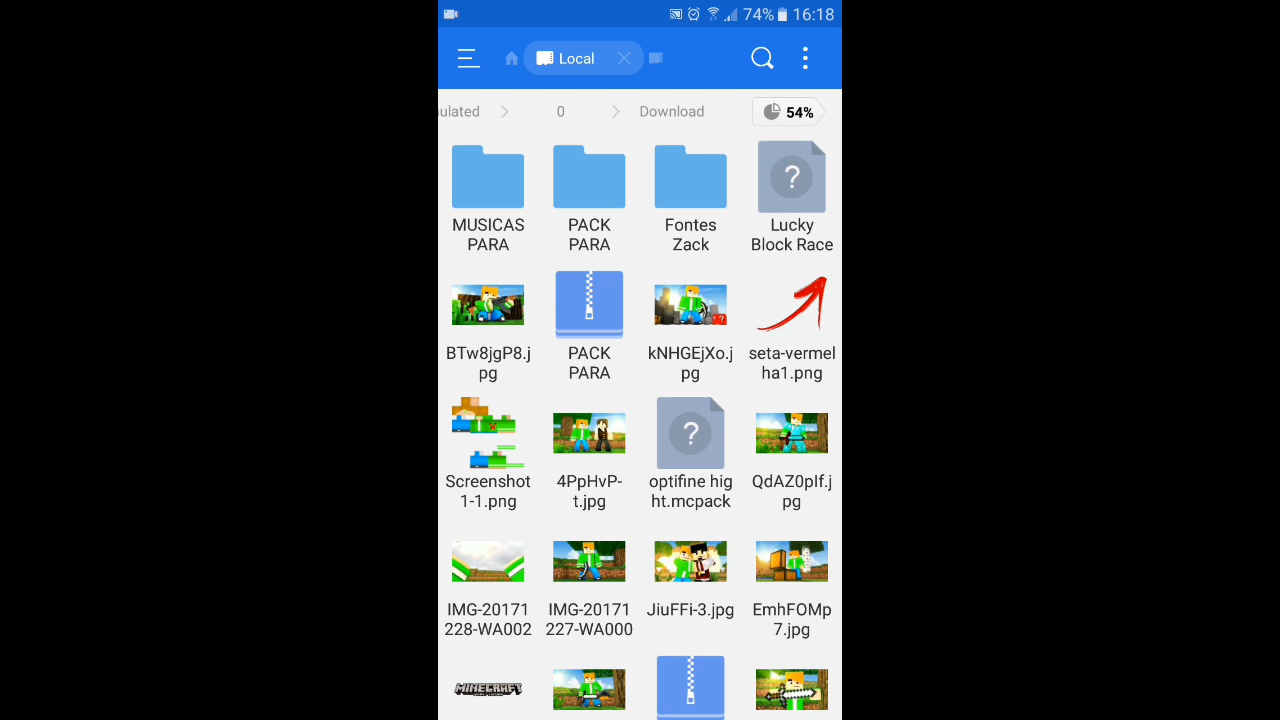 74% 16:18
Local
ulated 0 Download 54%
MUSICAS PARA
PACK PARA
Fontes Zack
Lucky Block Race
?
BTw8jgP8.j
pg
PACK PARA
kNHGEjXo.j
pg
seta-vermel
ha1.png
Screenshot
1-1.png
4PpHvP-
t.jpg
?
optifine hig
ht.mcpack
QdAZ0pIf.j
pg
IMG-20171
228-WA002
IMG-20171
227-WA000
JiuFFi-3.jpg
EmhFOMp
7.jpg
MINECRAFT